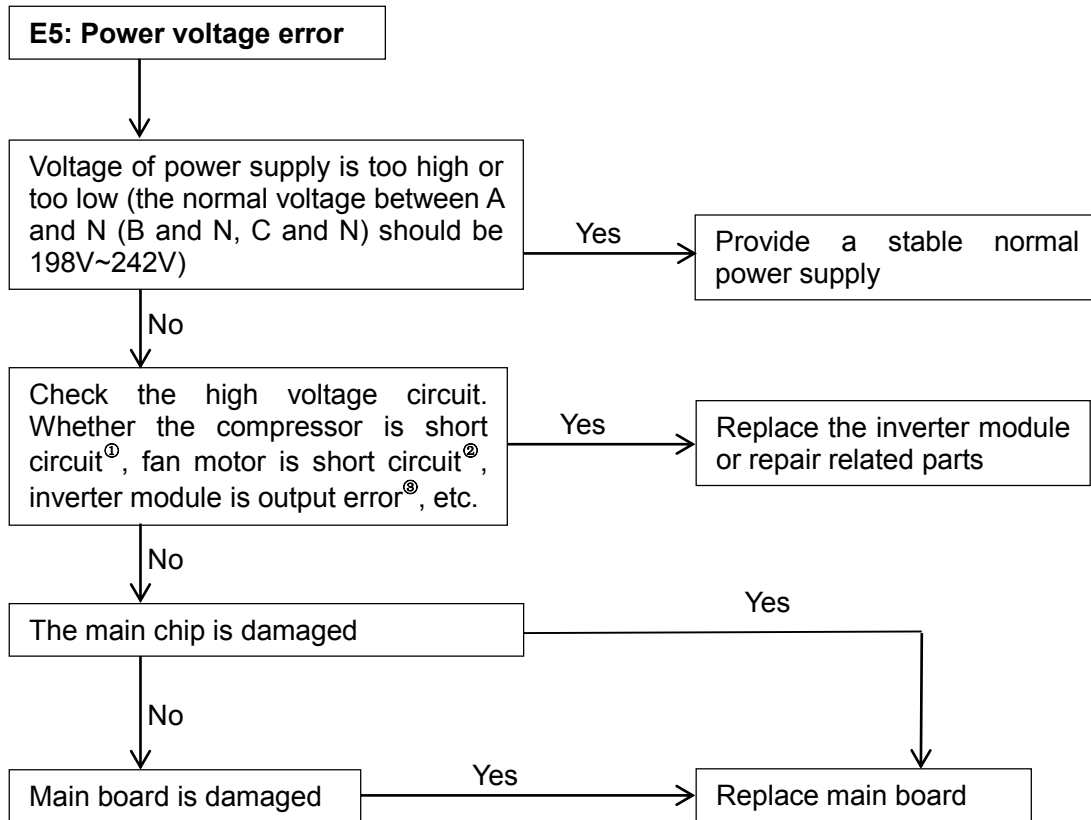 E5: Power voltage error
Voltage of power supply is too high or
too low (the normal voltage between A
and N (B and N, C and N) should be
198V~242V)
Yes
Provide a stable normal
power supply
No
Check the high voltage circuit.
Whether the compressor is short
circuit①, fan motor is short circuit②,
inverter module is output error③, etc.
Yes
Replace the inverter module
or repair related parts
No
The main chip is damaged
Yes
No
Main board is damaged
Yes
Replace main board